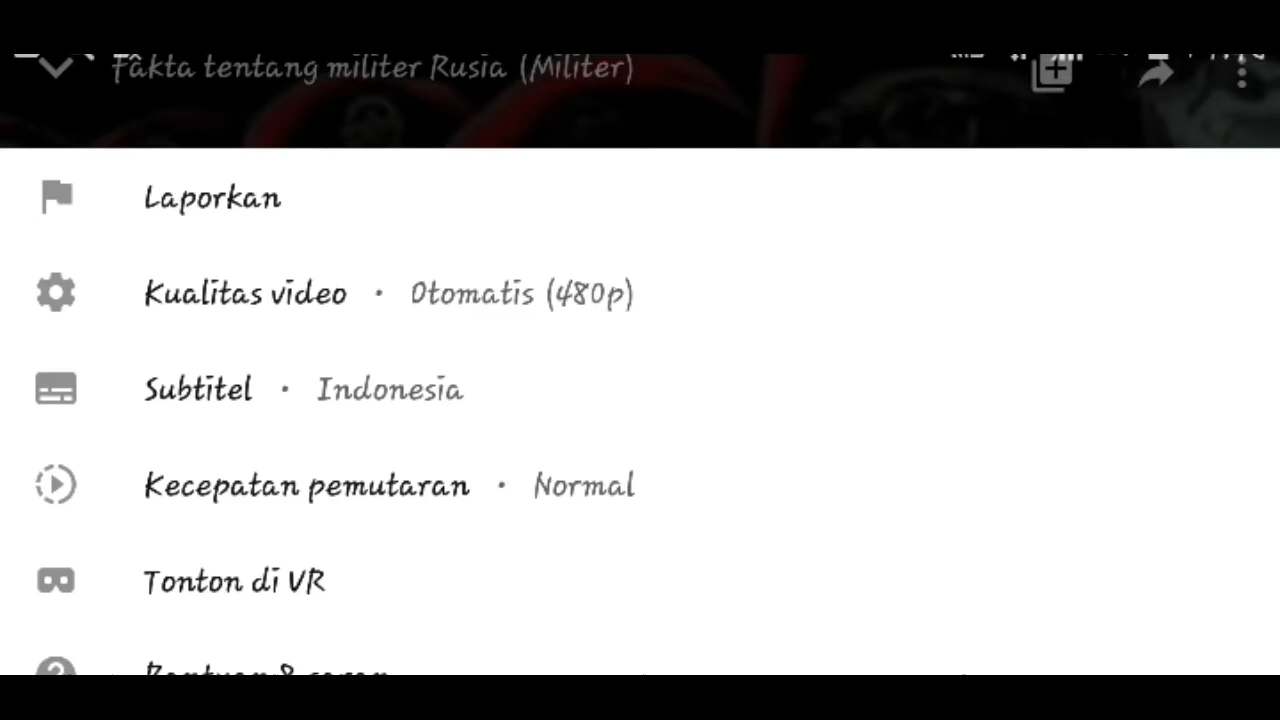 Fakta tentang militer Rusia (Militer)
Laporkan
Kualitas video • Otomatis (480p)
Subtitel • Indonesia
Kecepatan pemutaran • Normal
Tonton di VR